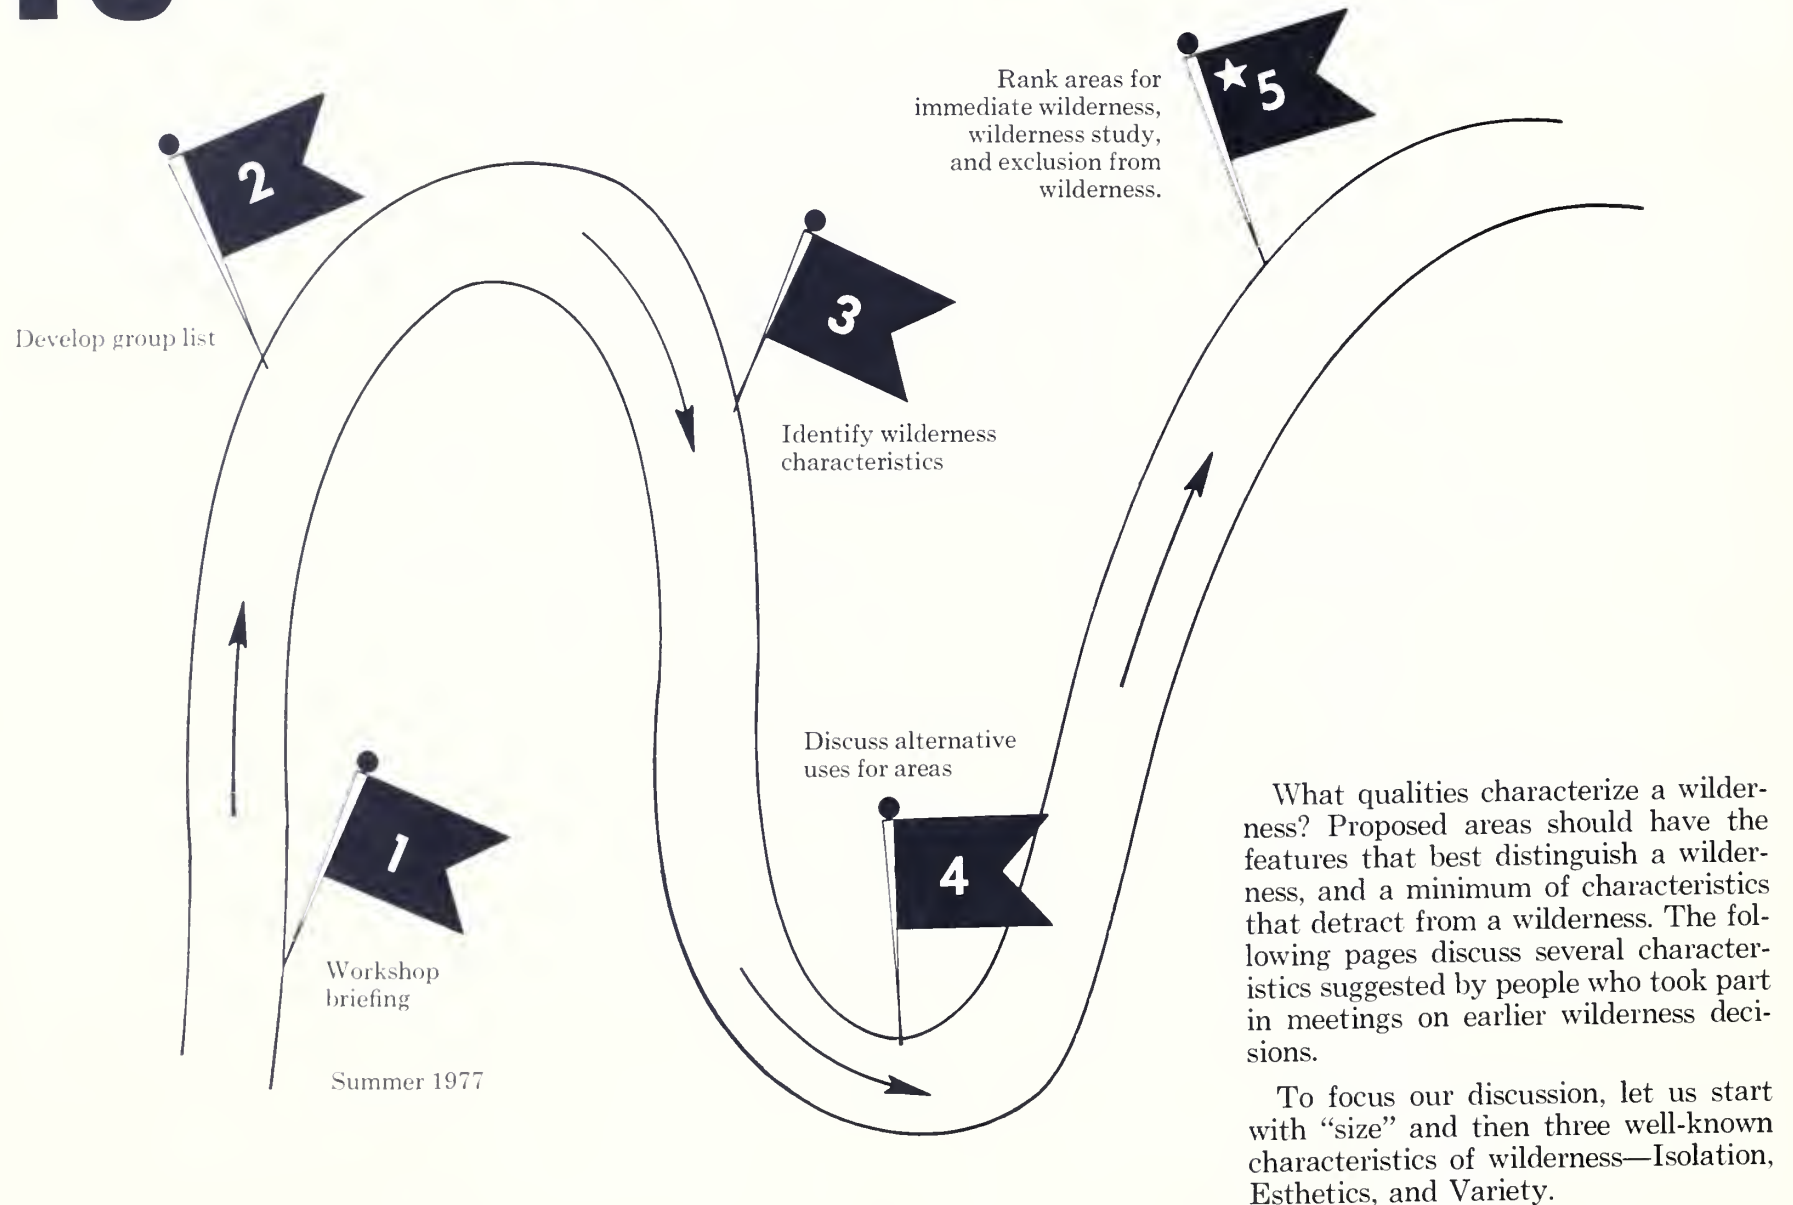 2
Develop group list
3
Identify wilderness
characteristics
5
Rank areas for
immediate wilderness,
wilderness study,
and exclusion from
wilderness.
1
Workshop
briefing
Summer 1977
4
Discuss alternative
uses for areas
What qualities characterize a wilder-
ness? Proposed areas should have the
features that best distinguish a wilder-
ness, and a minimum of characteristics
that detract from a wilderness. The fol-
lowing pages discuss several character-
istics suggested by people who took part
in meetings on earlier wilderness deci-
sions.
To focus our discussion, let us start
with “size” and then three well-known
characteristics of wilderness—Isolation,
Esthetics, and Variety.